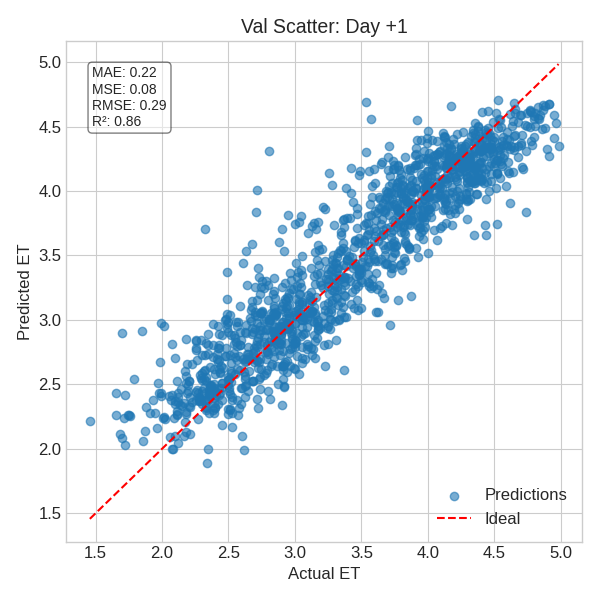 Val Scatter: Day +1
MAE: 0.22
MSE: 0.08
RMSE: 0.29
R²: 0.86
Predicted ET
5.0
4.5
4.0
3.5
3.0
2.5
2.0
1.5
Predictions
Ideal
1.5 2.0 2.5 3.0 3.5 4.0 4.5 5.0
Actual ET